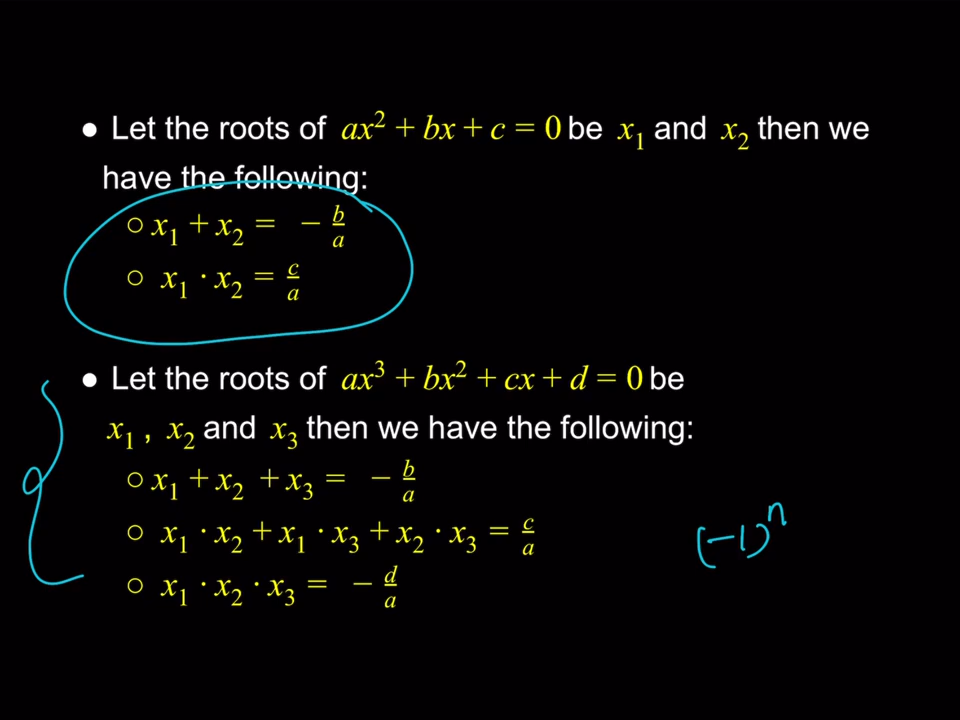 ● Let the roots of ax² + bx + c = 0 be x₁ and x₂ then we
have the following:
○ x₁ + x₂ = − b/a
○ x₁ · x₂ = c/a
● Let the roots of ax³ + bx² + cx + d = 0 be
x₁ , x₂ and x₃ then we have the following:
○ x₁ + x₂ + x₃ = − b/a
○ x₁ · x₂ + x₁ · x₃ + x₂ · x₃ = c/a
(−1)ⁿ
○ x₁ · x₂ · x₃ = − d/a